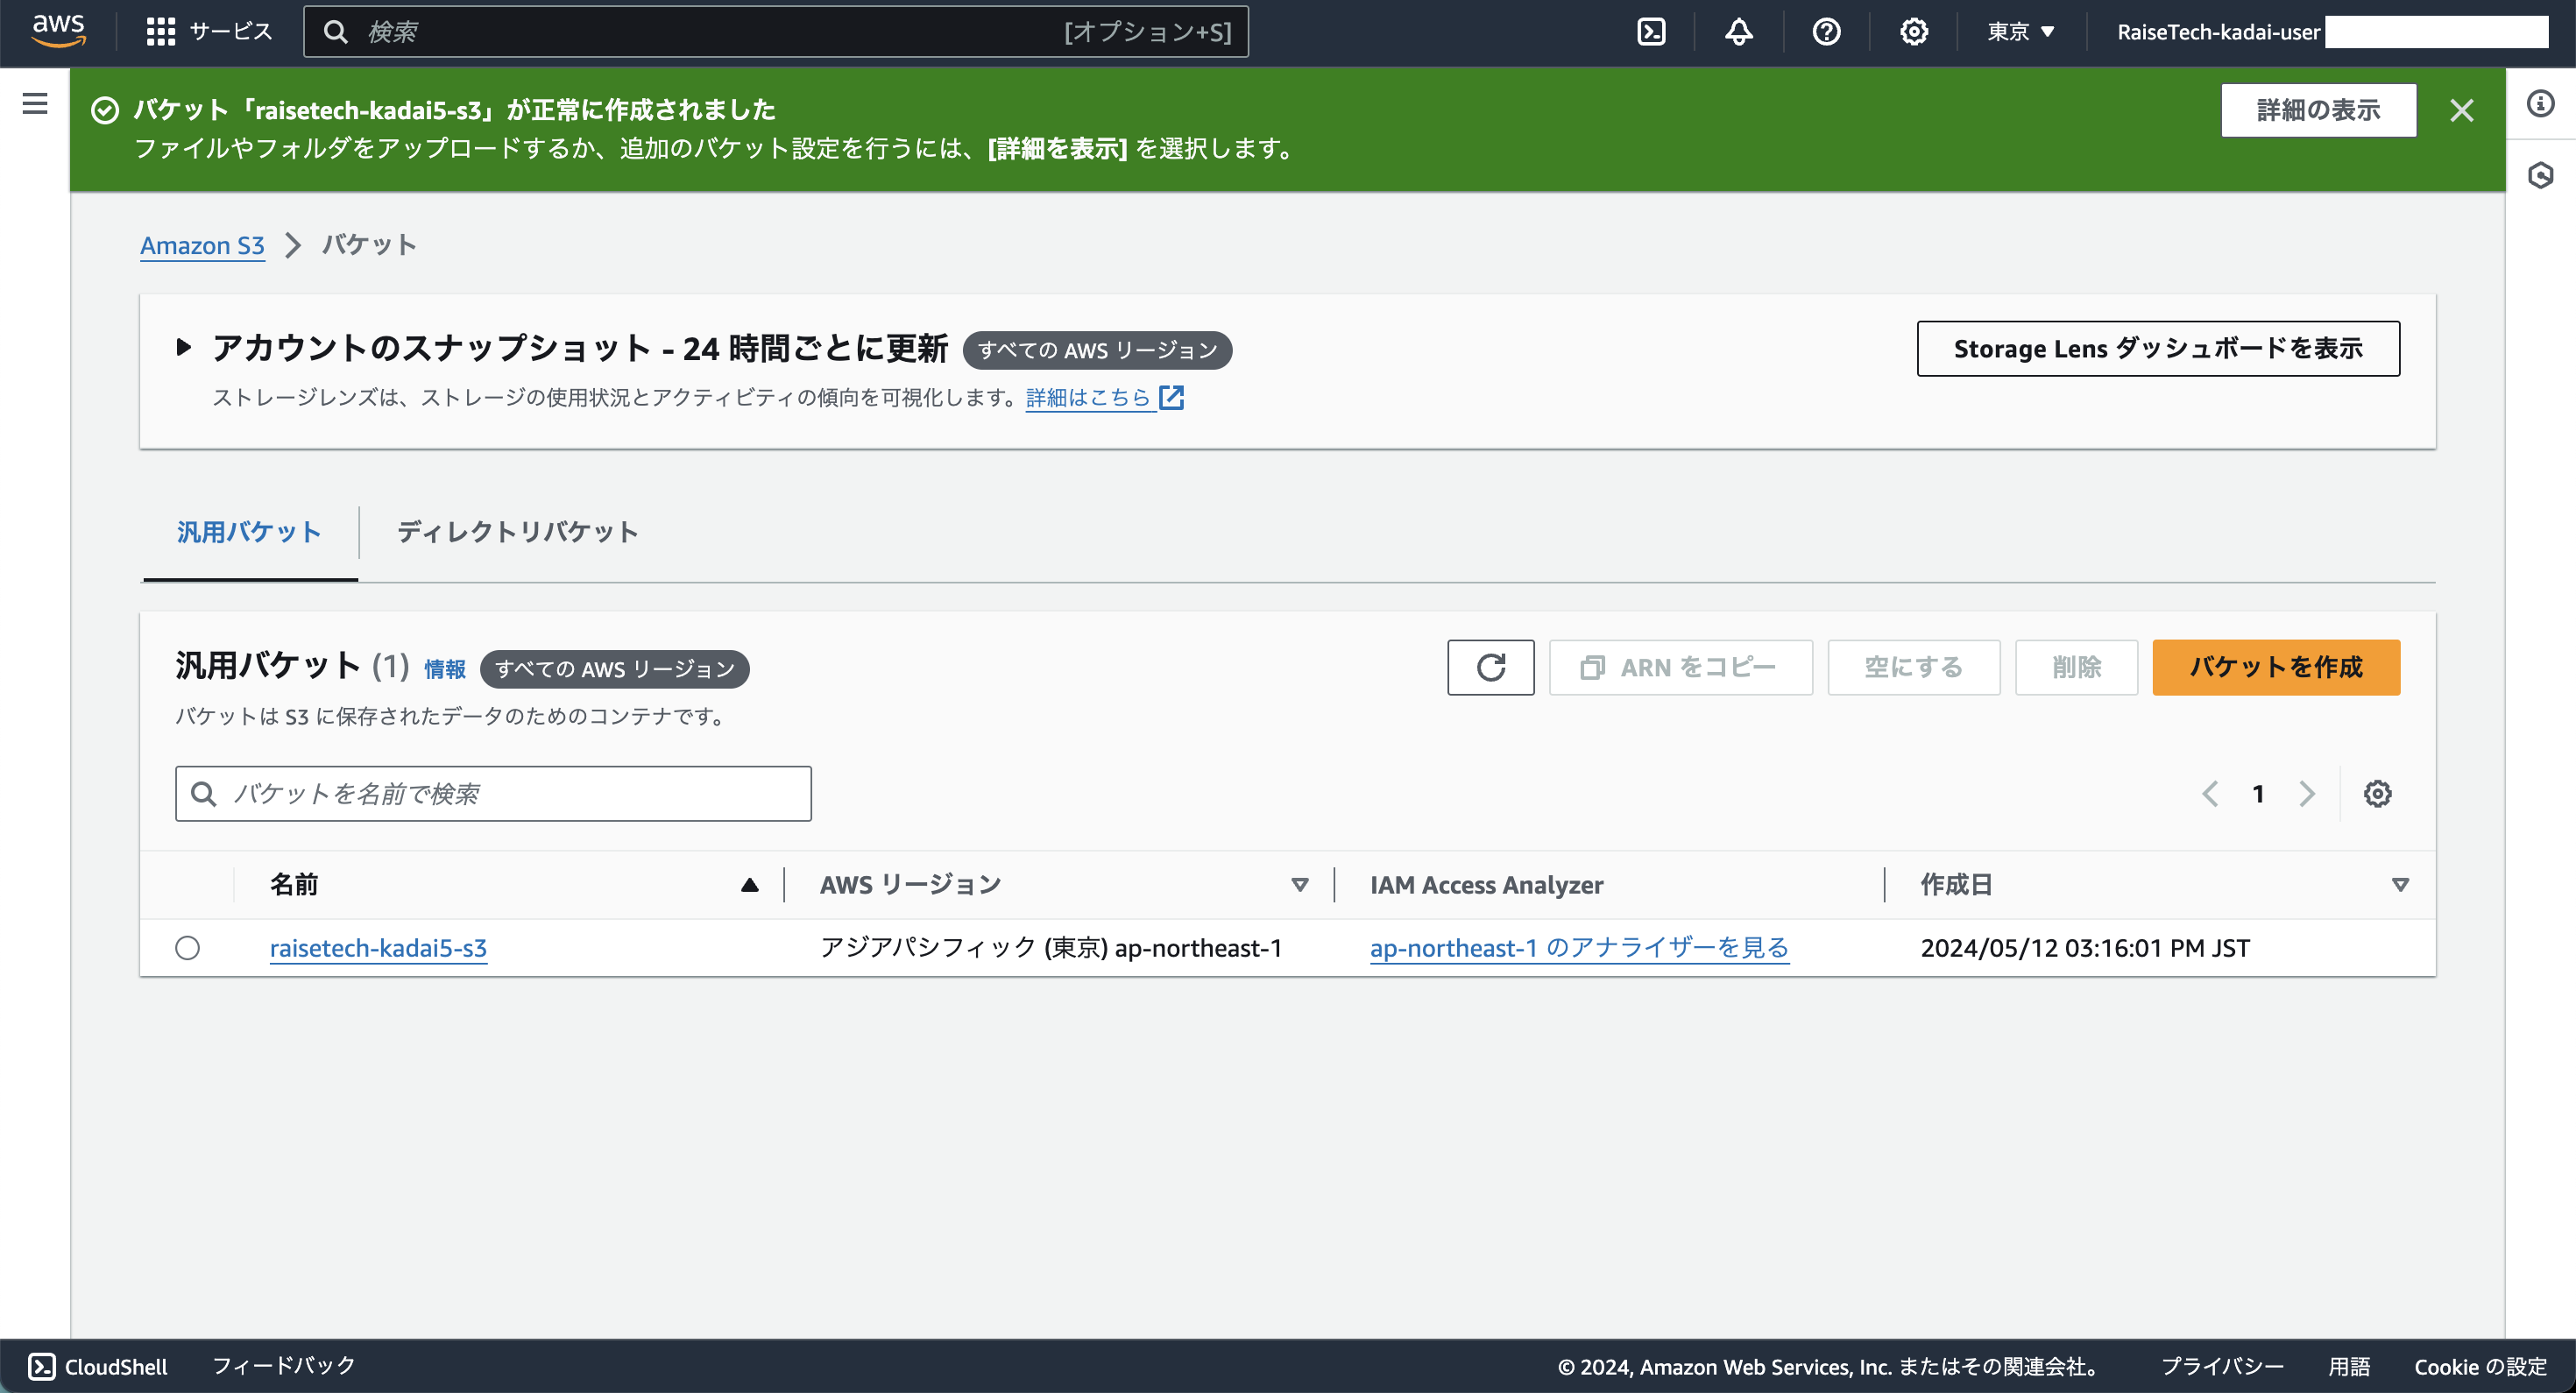 aws サービス 検索 [オプション+S] 東京 RaiseTech-kadai-user
バケット「raisetech-kadai5-s3」が正常に作成されました 詳細の表示
ファイルやフォルダをアップロードするか、追加のバケット設定を行うには、[詳細を表示] を選択します。
Amazon S3 バケット
アカウントのスナップショット - 24 時間ごとに更新 すべての AWS リージョン Storage Lens ダッシュボードを表示
ストレージレンズは、ストレージの使用状況とアクティビティの傾向を可視化します。詳細はこちら
汎用バケット ディレクトリバケット
汎用バケット (1) 情報 すべての AWS リージョン ARN をコピー 空にする 削除 バケットを作成
バケットは S3 に保存されたデータのためのコンテナです。
バケットを名前で検索 1
名前 AWS リージョン IAM Access Analyzer 作成日
raisetech-kadai5-s3 アジアパシフィック (東京) ap-northeast-1 ap-northeast-1 のアナライザーを見る 2024/05/12 03:16:01 PM JST
CloudShell フィードバック © 2024, Amazon Web Services, Inc. またはその関連会社。 プライバシー 用語 Cookie の設定